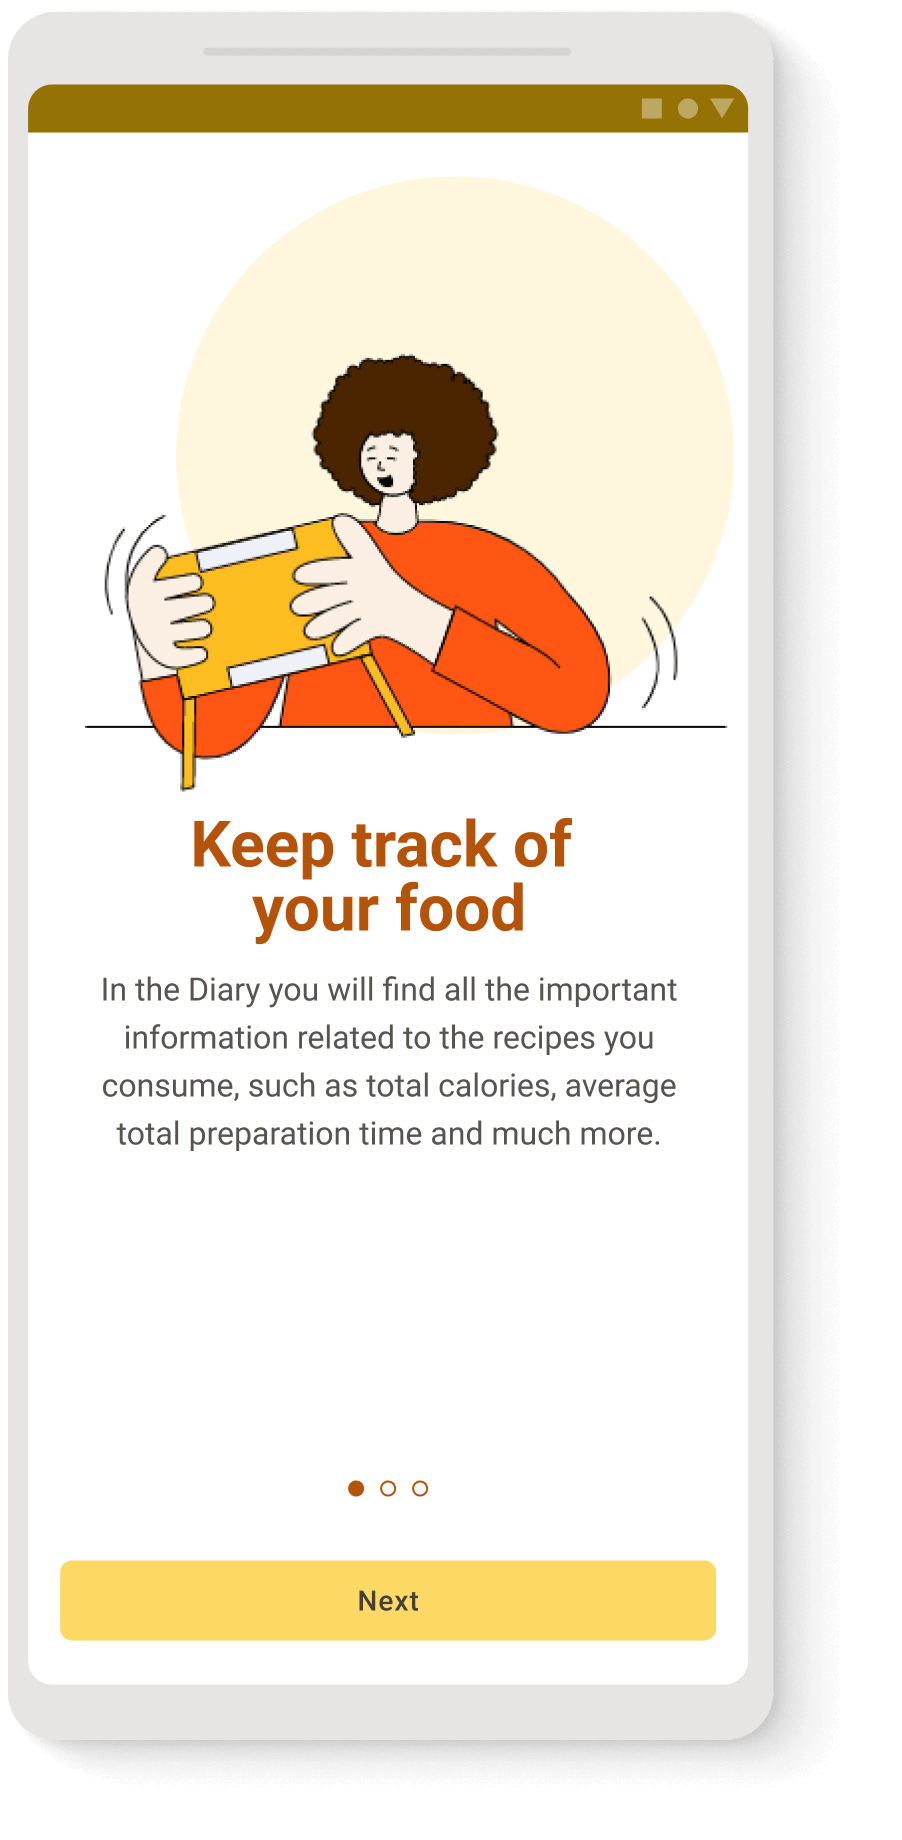 Keep track of
your food
In the Diary you will find all the important
information related to the recipes you
consume, such as total calories, average
total preparation time and much more.
Next